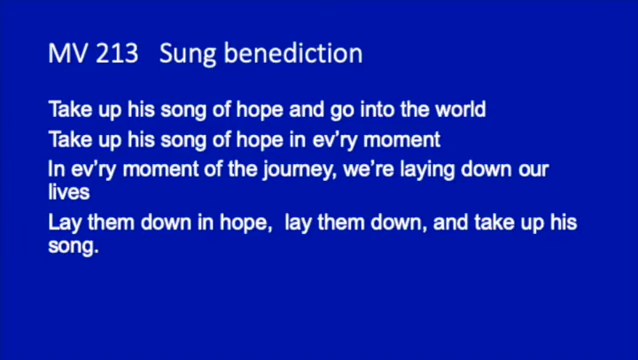 MV 213   Sung benediction
Take up his song of hope and go into the world
Take up his song of hope in ev’ry moment
In ev’ry moment of the journey, we’re laying down our
lives
Lay them down in hope,  lay them down, and take up his
song.